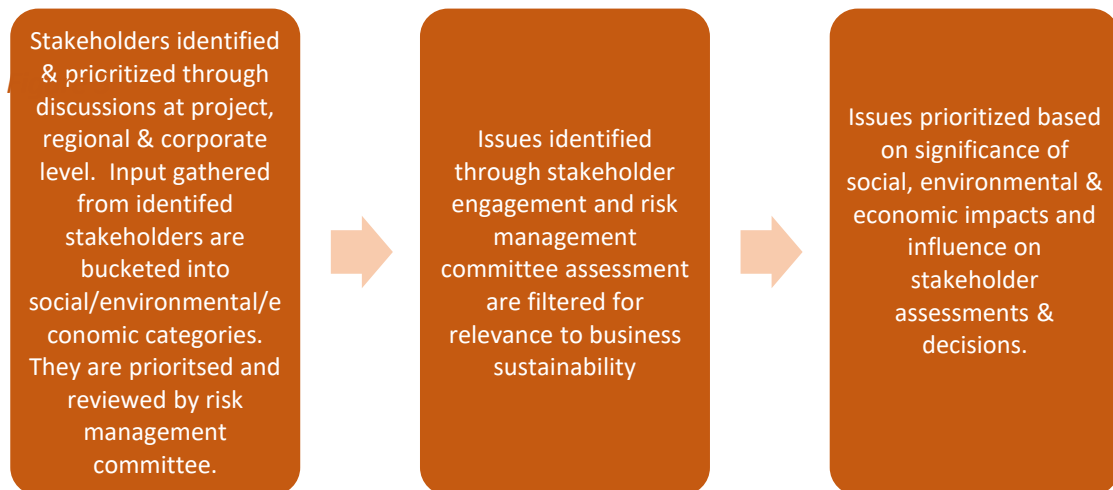 Stakeholders identified
& prioritized through
discussions at project,
regional & corporate
level.  Input gathered
from identifed
stakeholders are
bucketed into
social/environmental/e
conomic categories.
They are prioritsed and
reviewed by risk
management
committee.
Issues identified
through stakeholder
engagement and risk
management
committee assessment
are filtered for
relevance to business
sustainability
Issues prioritized based
on significance of
social, environmental &
economic impacts and
influence on
stakeholder
assessments &
decisions.